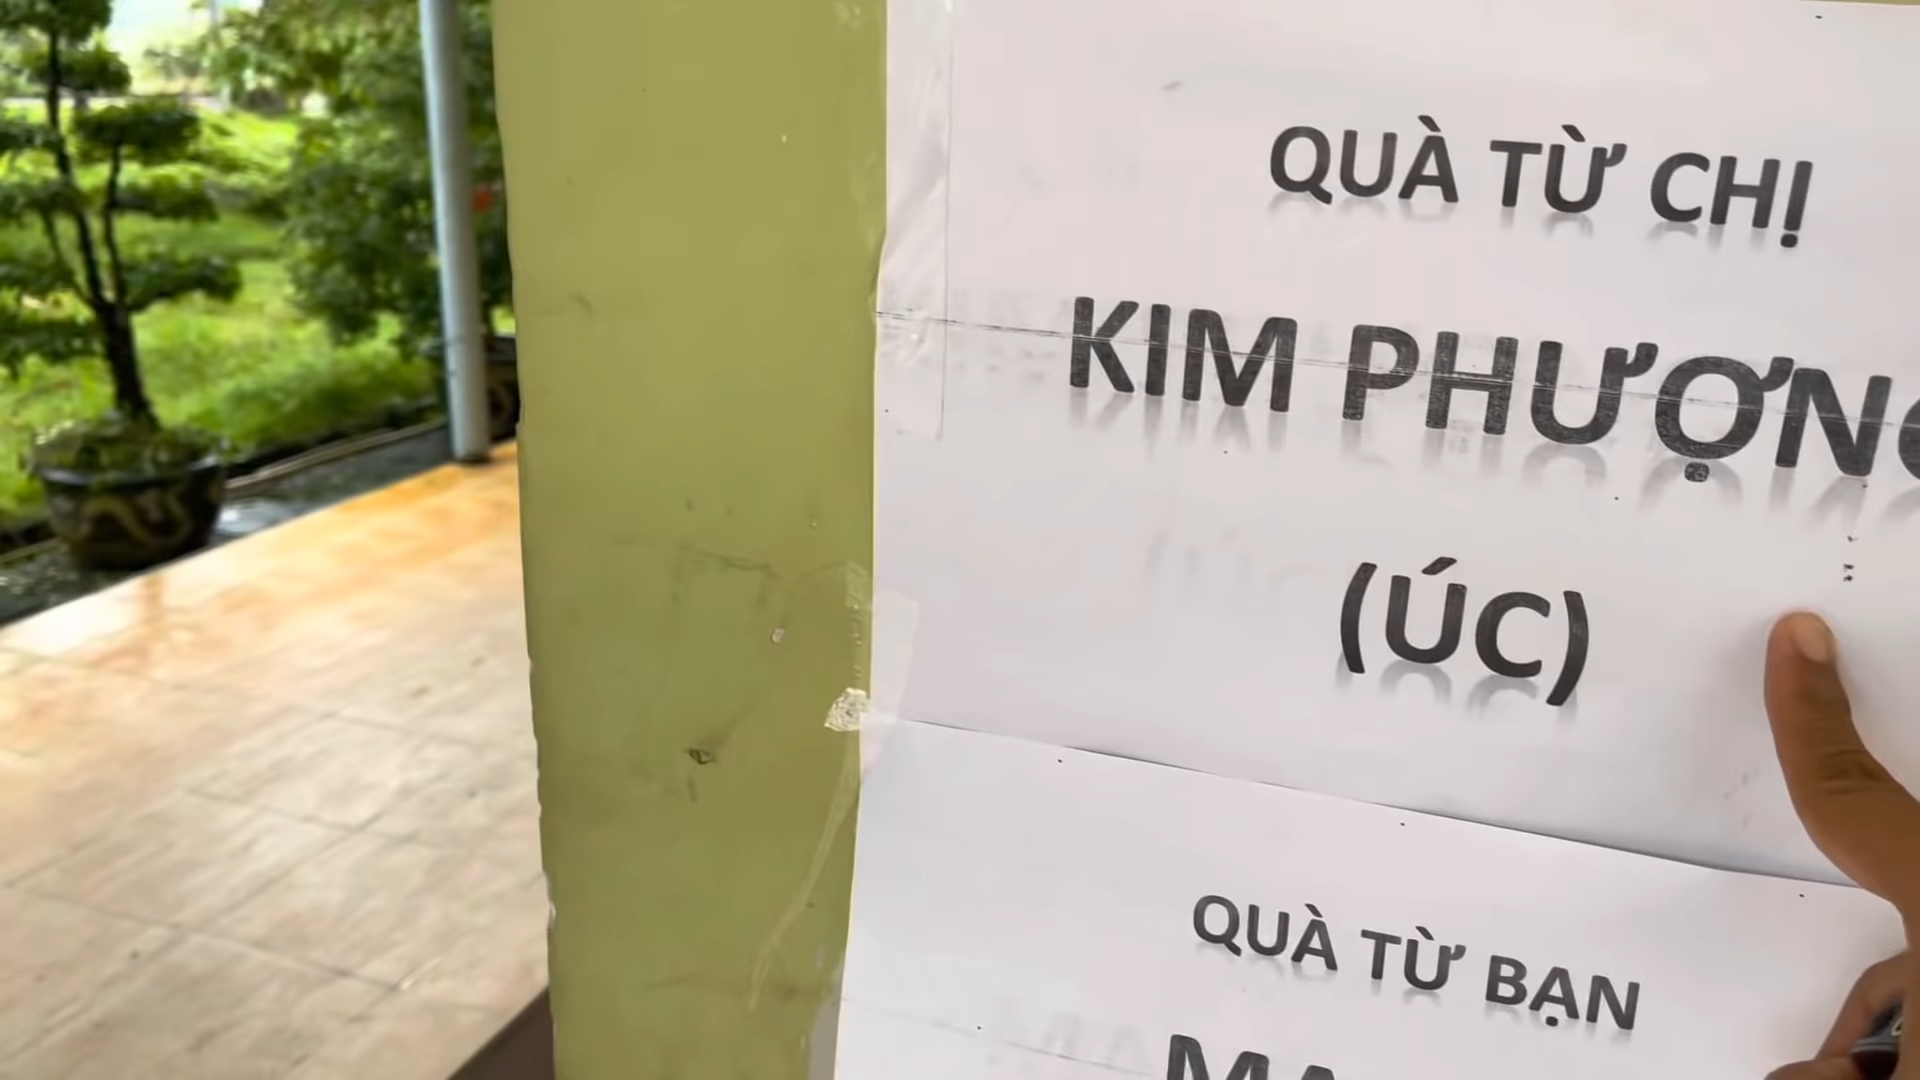 QUÀ TỪ CHỊ
KIM PHƯỢNG
(ÚC)
QUÀ TỪ BẠN